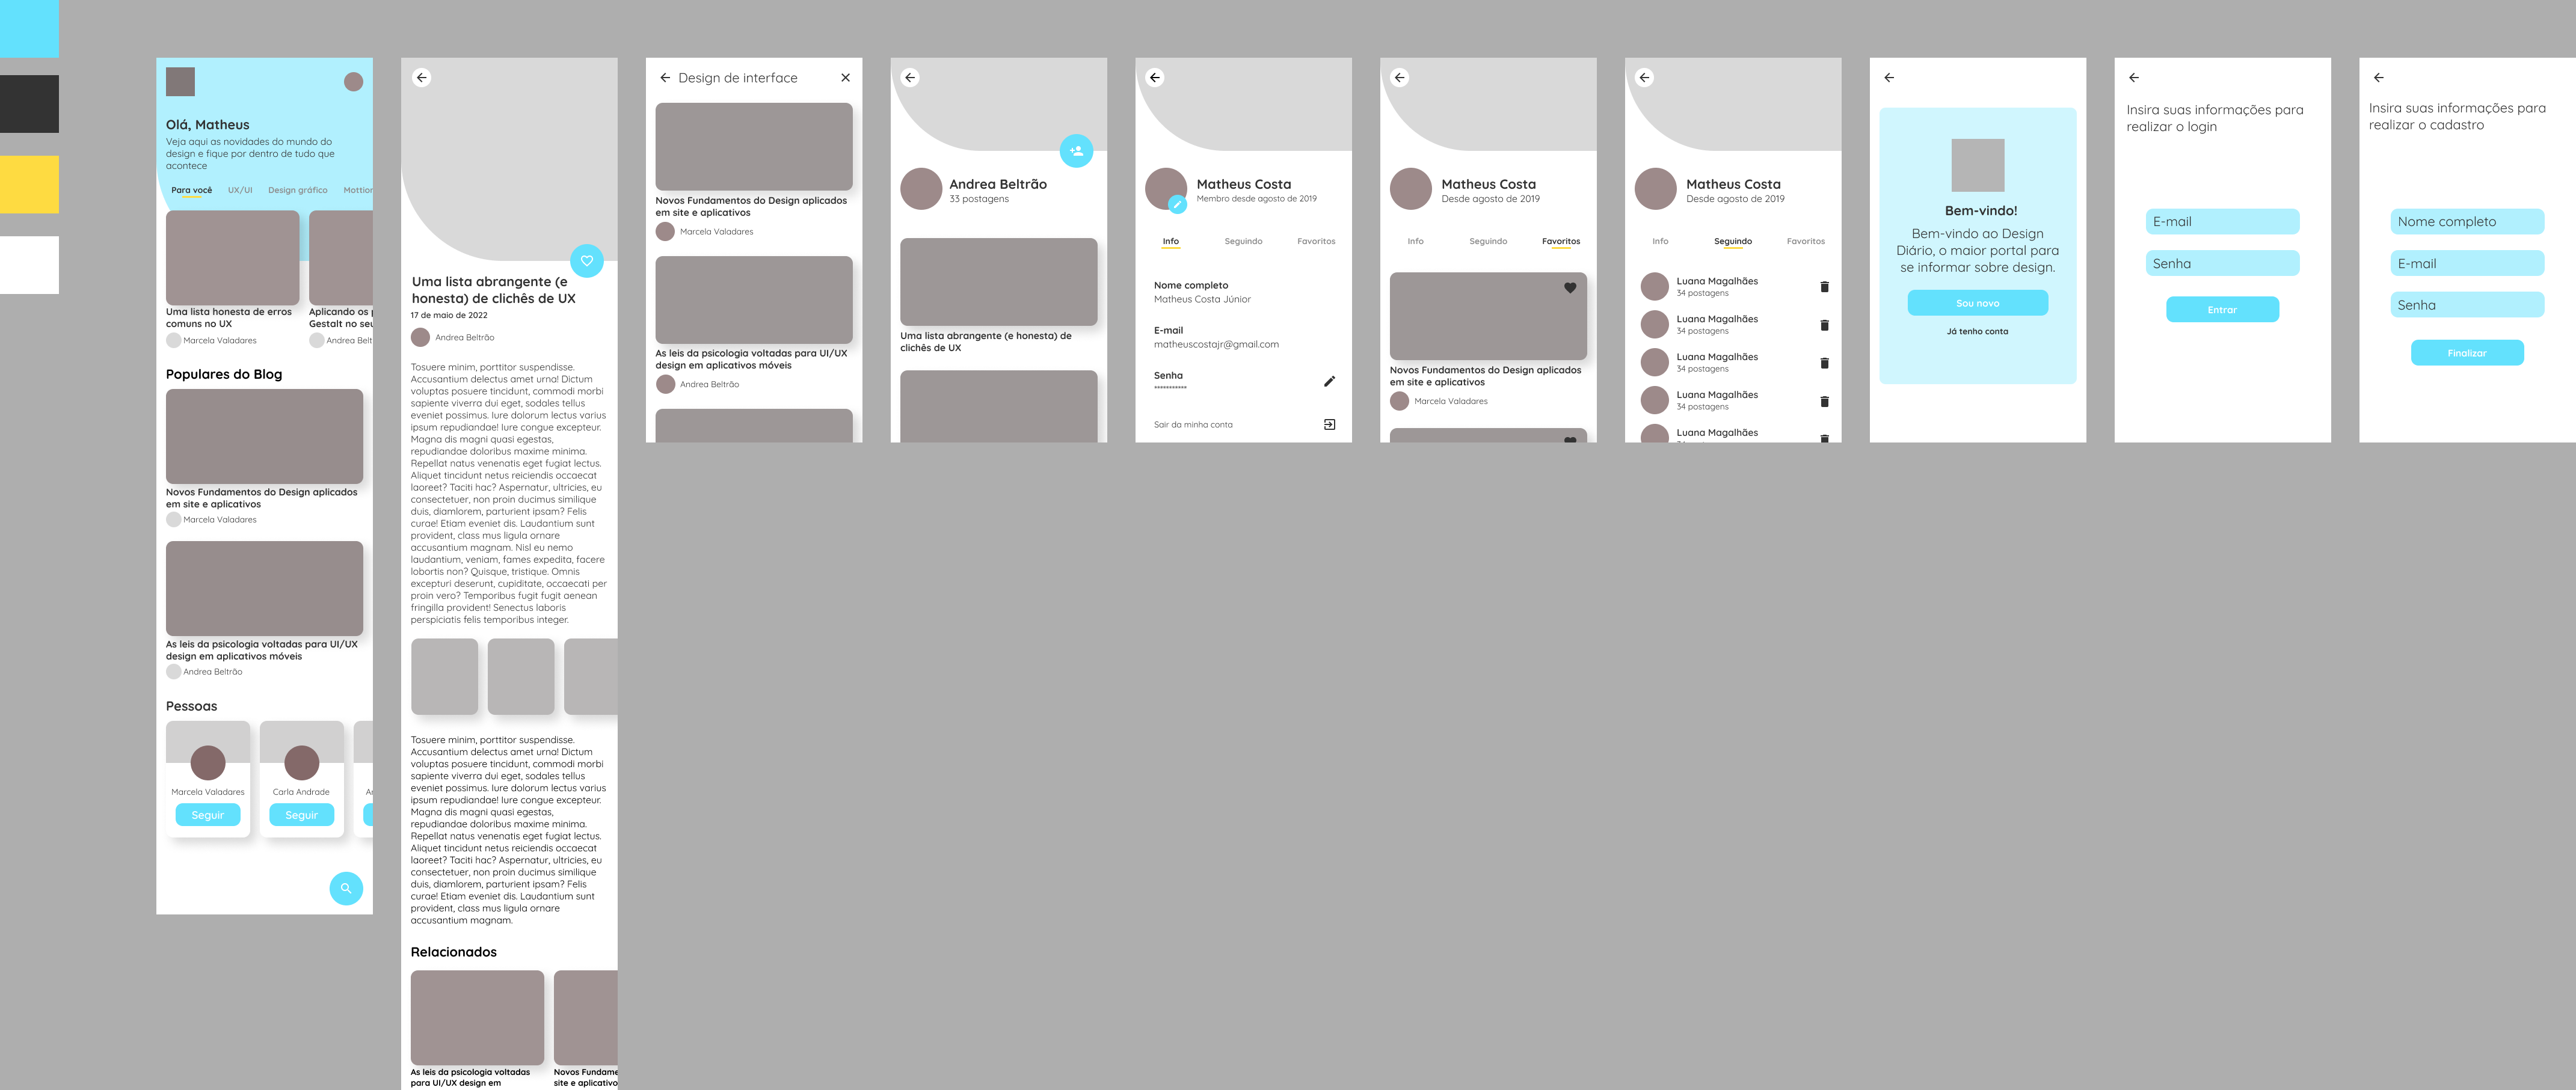 Olá, Matheus
Veja aqui as novidades do mundo do
design e fique por dentro de tudo que
acontece
Para você UX/UI Design gráfico Mottion
Uma lista honesta de erros
comuns no UX
Marcela Valadares
Aplicando os
Gestalt no seu
Andrea Belt
Populares do Blog
Novos Fundamentos do Design aplicados
em site e aplicativos
Marcela Valadares
As leis da psicologia voltadas para UI/UX
design em aplicativos móveis
Andrea Beltrão
Pessoas
Marcela Valadares
Seguir
Carla Andrade
Seguir
Uma lista abrangente (e
honesta) de clichês de UX
17 de maio de 2022
Andrea Beltrão
Tosuere minim, porttitor suspendisse.
Accusantium delectus amet urna! Dictum
voluptas posuere tincidunt, commodi morbi
sapiente viverra dui eget, sodales tellus
eveniet possimus. Iure dolorum lectus varius
ipsum repudiandae! Iure congue excepteur.
Magna dis magni quasi egestas,
repudiandae doloribus maxime minima.
Repellat natus venenatis eget fugiat lectus.
Aliquet tincidunt netus reiciendis occaecat
laoreet? Taciti hac? Aspernatur, ultricies, eu
consectetuer, non proin ducimus similique
duis, diamlorem, parturient ipsam? Felis
curae! Etiam eveniet dis. Laudantium sunt
provident, class mus ligula ornare
accusantium magnam. Nisl eu nemo
laudantium, veniam, fames expedita, facere
lobortis non? Quisque, tristique. Omnis
excepturi deserunt, cupiditate, occaecati per
proin vero? Temporibus fugit fugit aenean
fringilla provident! Senectus laboris
perspiciatis felis temporibus integer.
Tosuere minim, porttitor suspendisse.
Accusantium delectus amet urna! Dictum
voluptas posuere tincidunt, commodi morbi
sapiente viverra dui eget, sodales tellus
eveniet possimus. Iure dolorum lectus varius
ipsum repudiandae! Iure congue excepteur.
Magna dis magni quasi egestas,
repudiandae doloribus maxime minima.
Repellat natus venenatis eget fugiat lectus.
Aliquet tincidunt netus reiciendis occaecat
laoreet? Taciti hac? Aspernatur, ultricies, eu
consectetuer, non proin ducimus similique
duis, diamlorem, parturient ipsam? Felis
curae! Etiam eveniet dis. Laudantium sunt
provident, class mus ligula ornare
accusantium magnam.
Relacionados
As leis da psicologia voltadas
para UI/UX design em
Novos Fundame
site e aplicativo
Design de interface
Novos Fundamentos do Design aplicados
em site e aplicativos
Marcela Valadares
As leis da psicologia voltadas para UI/UX
design em aplicativos móveis
Andrea Beltrão
Andrea Beltrão
33 postagens
Uma lista abrangente (e honesta) de
clichês de UX
Matheus Costa
Membro desde agosto de 2019
Info Seguindo Favoritos
Nome completo
Matheus Costa Júnior
E-mail
matheuscostajr@gmail.com
Senha
***********
Sair da minha conta
Matheus Costa
Desde agosto de 2019
Info Seguindo Favoritos
Novos Fundamentos do Design aplicados
em site e aplicativos
Marcela Valadares
Matheus Costa
Desde agosto de 2019
Info Seguindo Favoritos
Luana Magalhães
34 postagens
Luana Magalhães
34 postagens
Luana Magalhães
34 postagens
Luana Magalhães
34 postagens
Luana Magalhães
Bem-vindo!
Bem-vindo ao Design
Diário, o maior portal para
se informar sobre design.
Sou novo
Já tenho conta
Insira suas informações para
realizar o login
E-mail
Senha
Entrar
Insira suas informações para
realizar o cadastro
Nome completo
E-mail
Senha
Finalizar